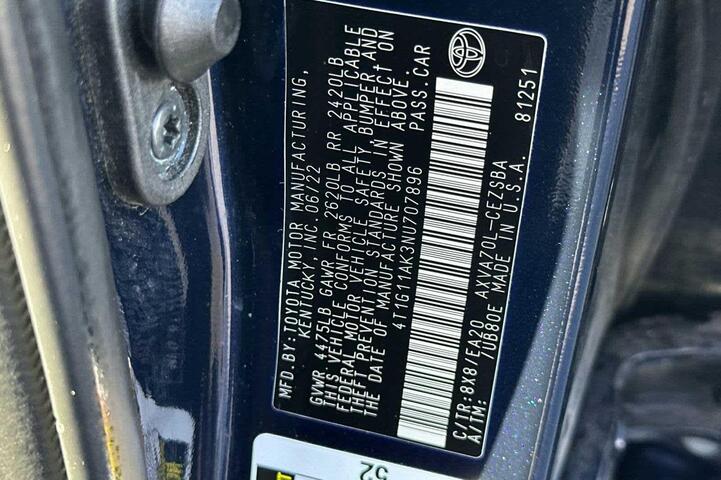 MFD. BY: TOYOTA MOTOR MANUFACTURING,
KENTUCKY, INC. 06/22
GVWR 4475LB GAWR FR 2620LB RR 2420LB
THIS VEHICLE CONFORMS TO ALL APPLICABLE
FEDERAL MOTOR VEHICLE SAFETY, BUMPER AND
THEFT PREVENTION STANDARDS IN EFFECT ON
THE DATE OF MANUFACTURE SHOWN ABOVE.
4T1G11AK3NU707896 PASS.CAR
C/TR:8X8/EA20 AXVA70L-CEZSBA 81251
A/TM: /UB80E MADE IN U.S.A.
52